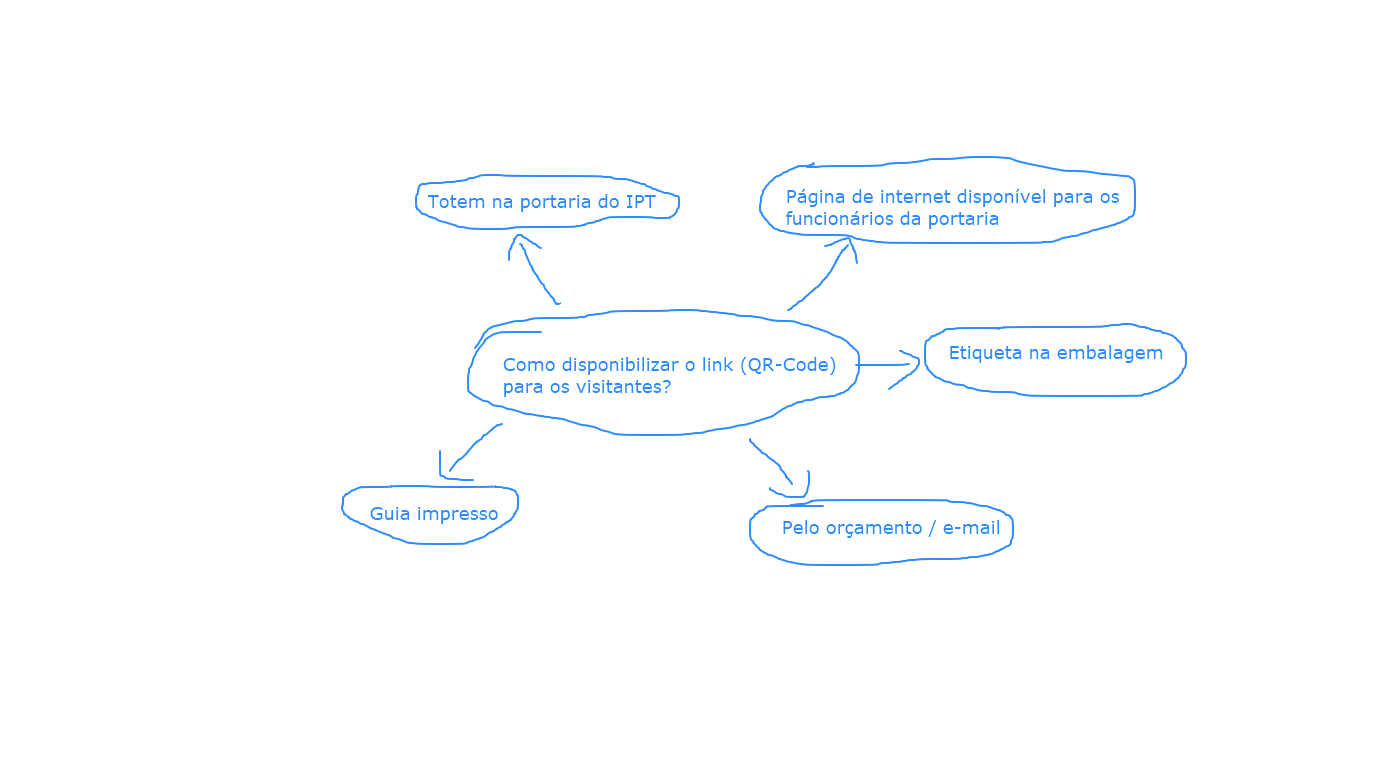 Totem na portaria do IPT
Página de internet disponível para os
funcionários da portaria
Como disponibilizar o link (QR-Code)
para os visitantes?
Etiqueta na embalagem
Guia impresso
Pelo orçamento / e-mail